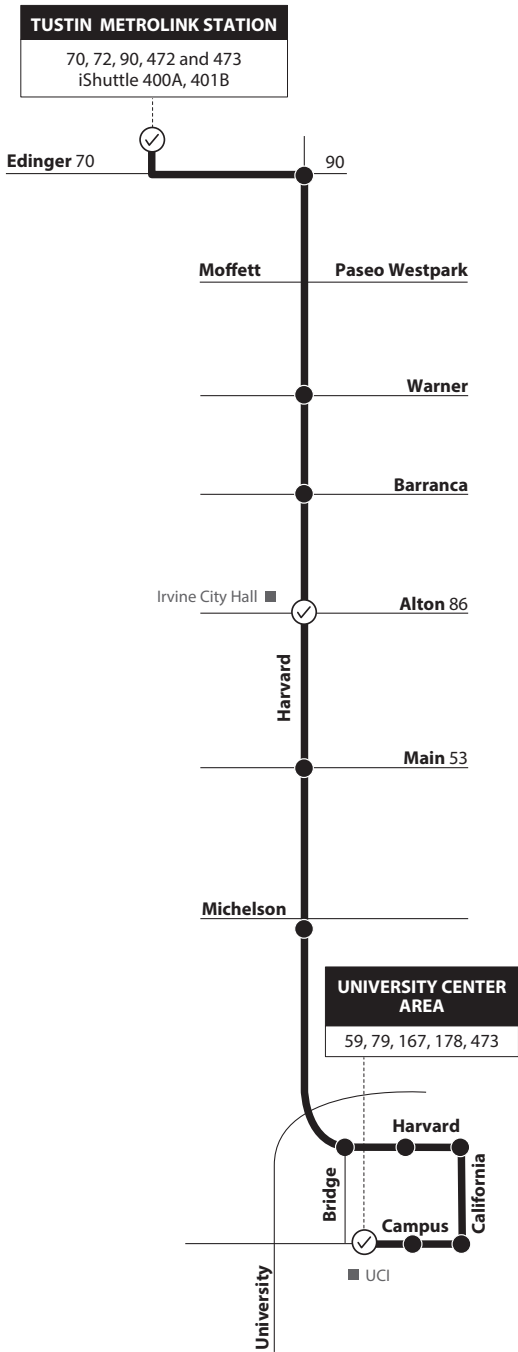 TUSTIN METROLINK STATION
70, 72, 90, 472 and 473
iShuttle 400A, 401B
Edinger 70
90
Moffett
Paseo Westpark
Warner
Barranca
Irvine City Hall
Alton 86
Harvard
Main 53
Michelson
UNIVERSITY CENTER
AREA
59, 79, 167, 178, 473
Harvard
California
Bridge
Campus
UCI
University